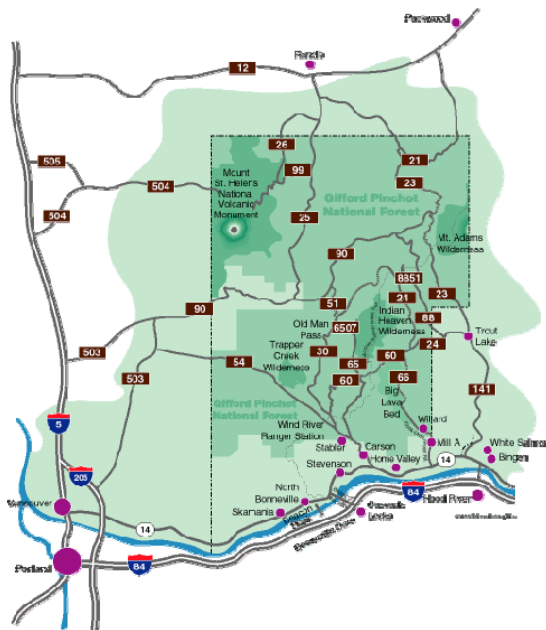 Packwood
Randle
12
26
21
505
Mount
St. Helens
National
Volcanic
Monument
99
23
504
Gifford Pinchot
National Forest
504
25
Mt. Adams
Wilderness
90
8851
21
23
90
51
Indian
Heaven
Wilderness
88
Old Man
Pass
6507
24
Trout
Lake
503
Trapper
Creek
Wilderness
30
65
60
54
60
65
141
503
Big
Lava
Bed
Gifford Pinchot
National Forest
5
Wind River
Ranger Station
Willard
Stabler
Carson
Mill A
White Salmon
Home Valley
14
Bingen
205
Stevenson
84
Hood River
North
Bonneville
Vancouver
Skamania
Cascade
Locks
14
Bonneville Dam
Portland
84